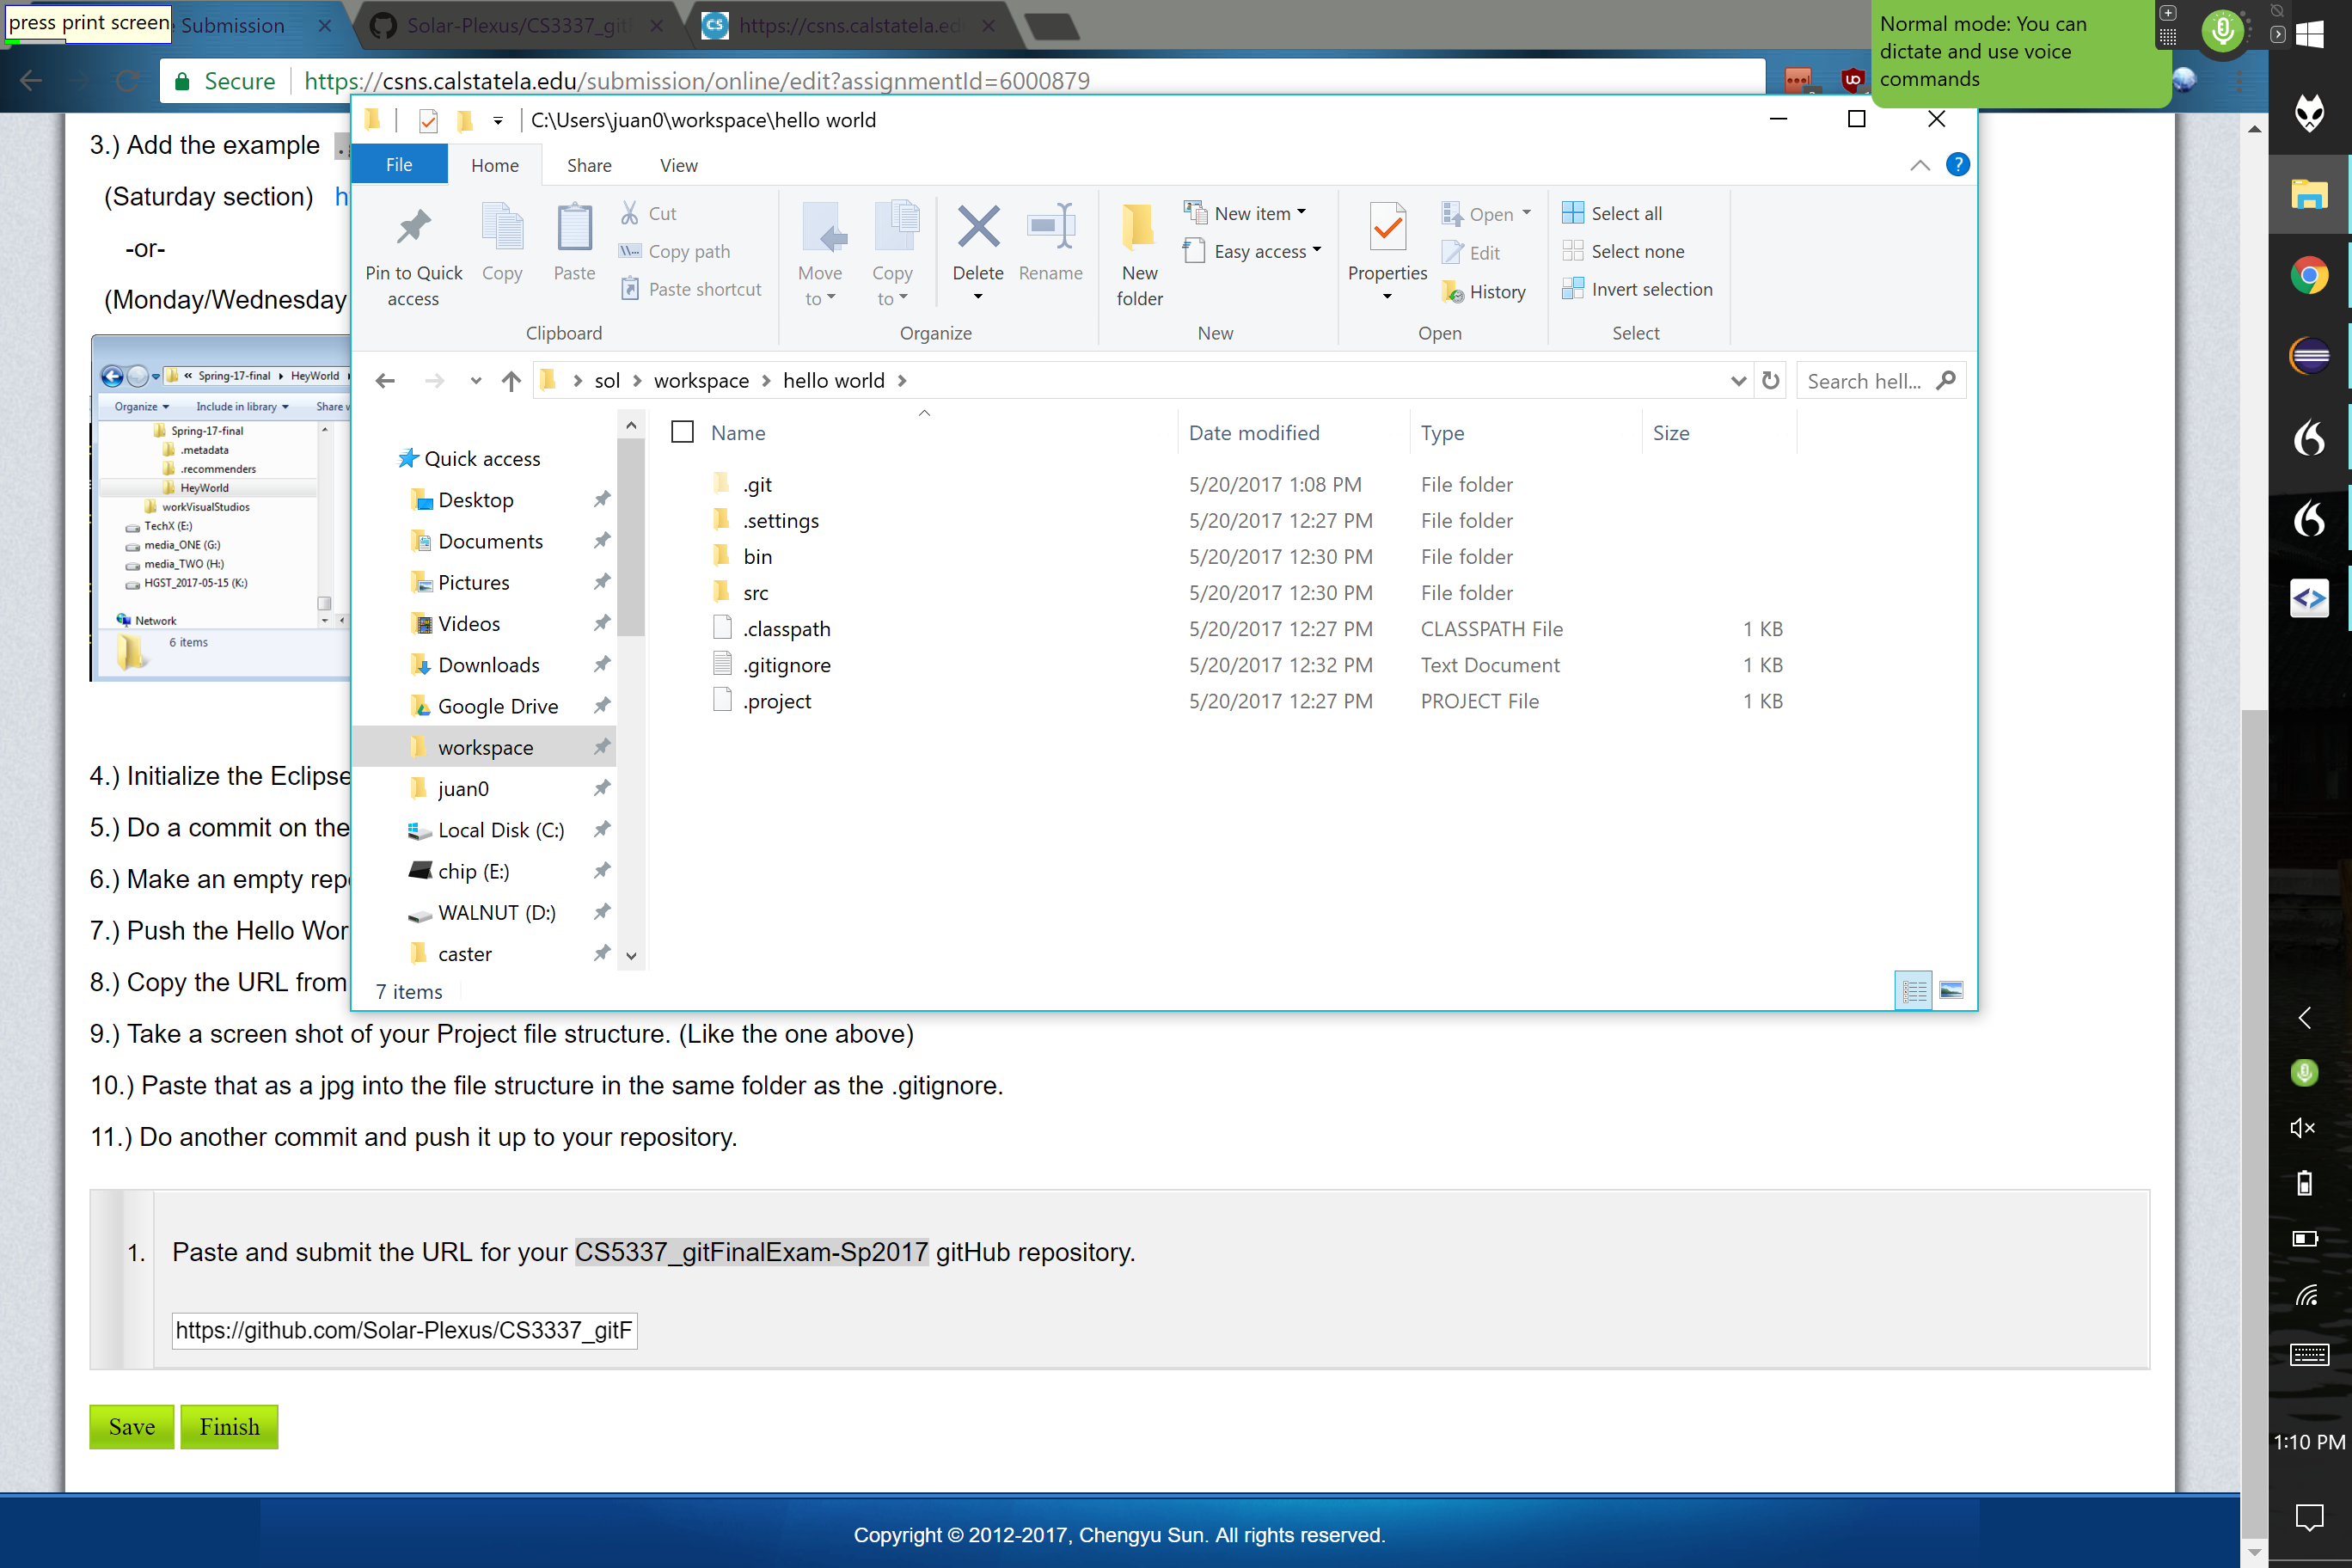 press print screen
Submission
Solar-Plexus/CS3337_git
https://csns.calstatela.ed
Normal mode: You can
dictate and use voice
commands
Secure
https://csns.calstatela.edu/submission/online/edit?assignmentId=6000879
C:\Users\juan0\workspace\hello world
File
Home
Share
View
Pin to Quick
access
Copy
Paste
Cut
Copy path
Paste shortcut
Move
to
Copy
to
Delete
Rename
New
folder
New item
Easy access
Properties
Open
Edit
History
Select all
Select none
Invert selection
Clipboard
Organize
New
Open
Select
sol
workspace
hello world
Search hell...
Name
Date modified
Type
Size
Quick access
Desktop
Documents
Pictures
Videos
Downloads
Google Drive
workspace
juan0
Local Disk (C:)
chip (E:)
WALNUT (D:)
caster
.git 5/20/2017 1:08 PM File folder
.settings 5/20/2017 12:27 PM File folder
bin 5/20/2017 12:30 PM File folder
src 5/20/2017 12:30 PM File folder
.classpath 5/20/2017 12:27 PM CLASSPATH File 1 KB
.gitignore 5/20/2017 12:32 PM Text Document 1 KB
.project 5/20/2017 12:27 PM PROJECT File 1 KB
7 items
3.) Add the example
(Saturday section) h
-or-
(Monday/Wednesday
« Spring-17-final HeyWorld
Organize Include in library Share
Spring-17-final
.metadata
.recommenders
HeyWorld
workVisualStudios
TechX (E:)
media_ONE (G:)
media_TWO (H:)
HGST_2017-05-15 (K:)
Network
6 items
4.) Initialize the Eclipse
5.) Do a commit on the
6.) Make an empty rep
7.) Push the Hello Wor
8.) Copy the URL from
9.) Take a screen shot of your Project file structure. (Like the one above)
10.) Paste that as a jpg into the file structure in the same folder as the .gitignore.
11.) Do another commit and push it up to your repository.
1. Paste and submit the URL for your CS5337_gitFinalExam-Sp2017 gitHub repository.
https://github.com/Solar-Plexus/CS3337_gitF
Save
Finish
1:10 PM
Copyright © 2012-2017, Chengyu Sun. All rights reserved.